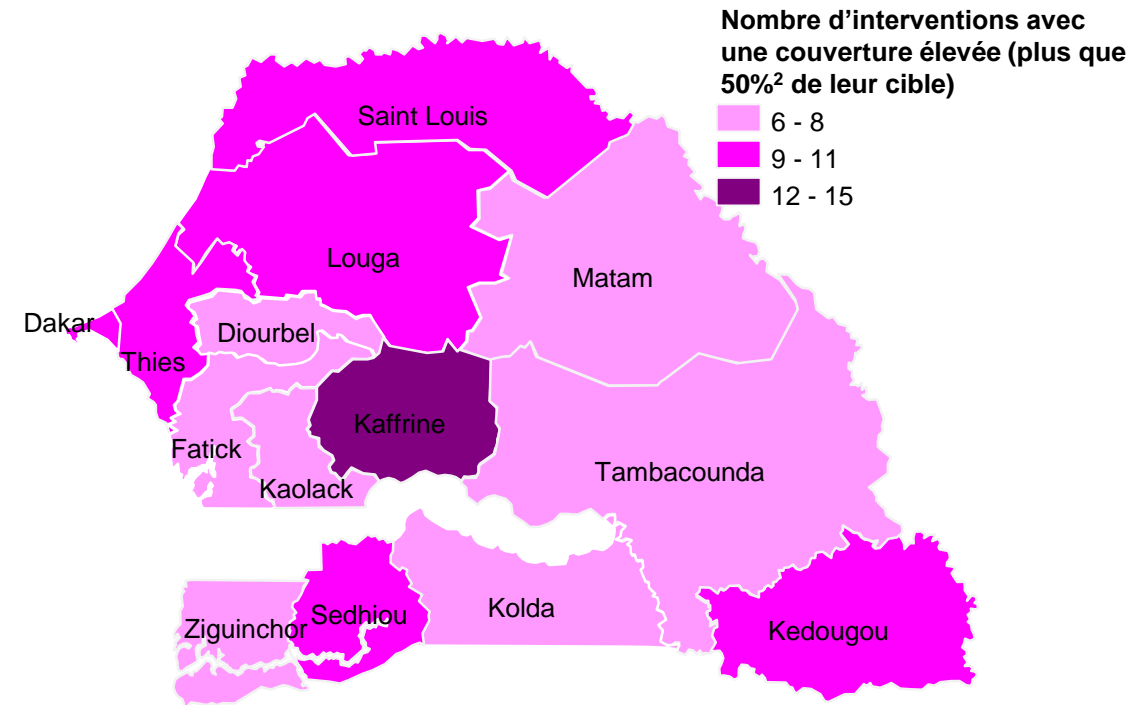 Nombre d’interventions avec
une couverture élevée (plus que
50%² de leur cible)
6 - 8
9 - 11
12 - 15
Saint Louis
Louga
Matam
Dakar
Diourbel
Thies
Kaffrine
Fatick
Kaolack
Tambacounda
Ziguinchor
Sedhiou
Kolda
Kedougou